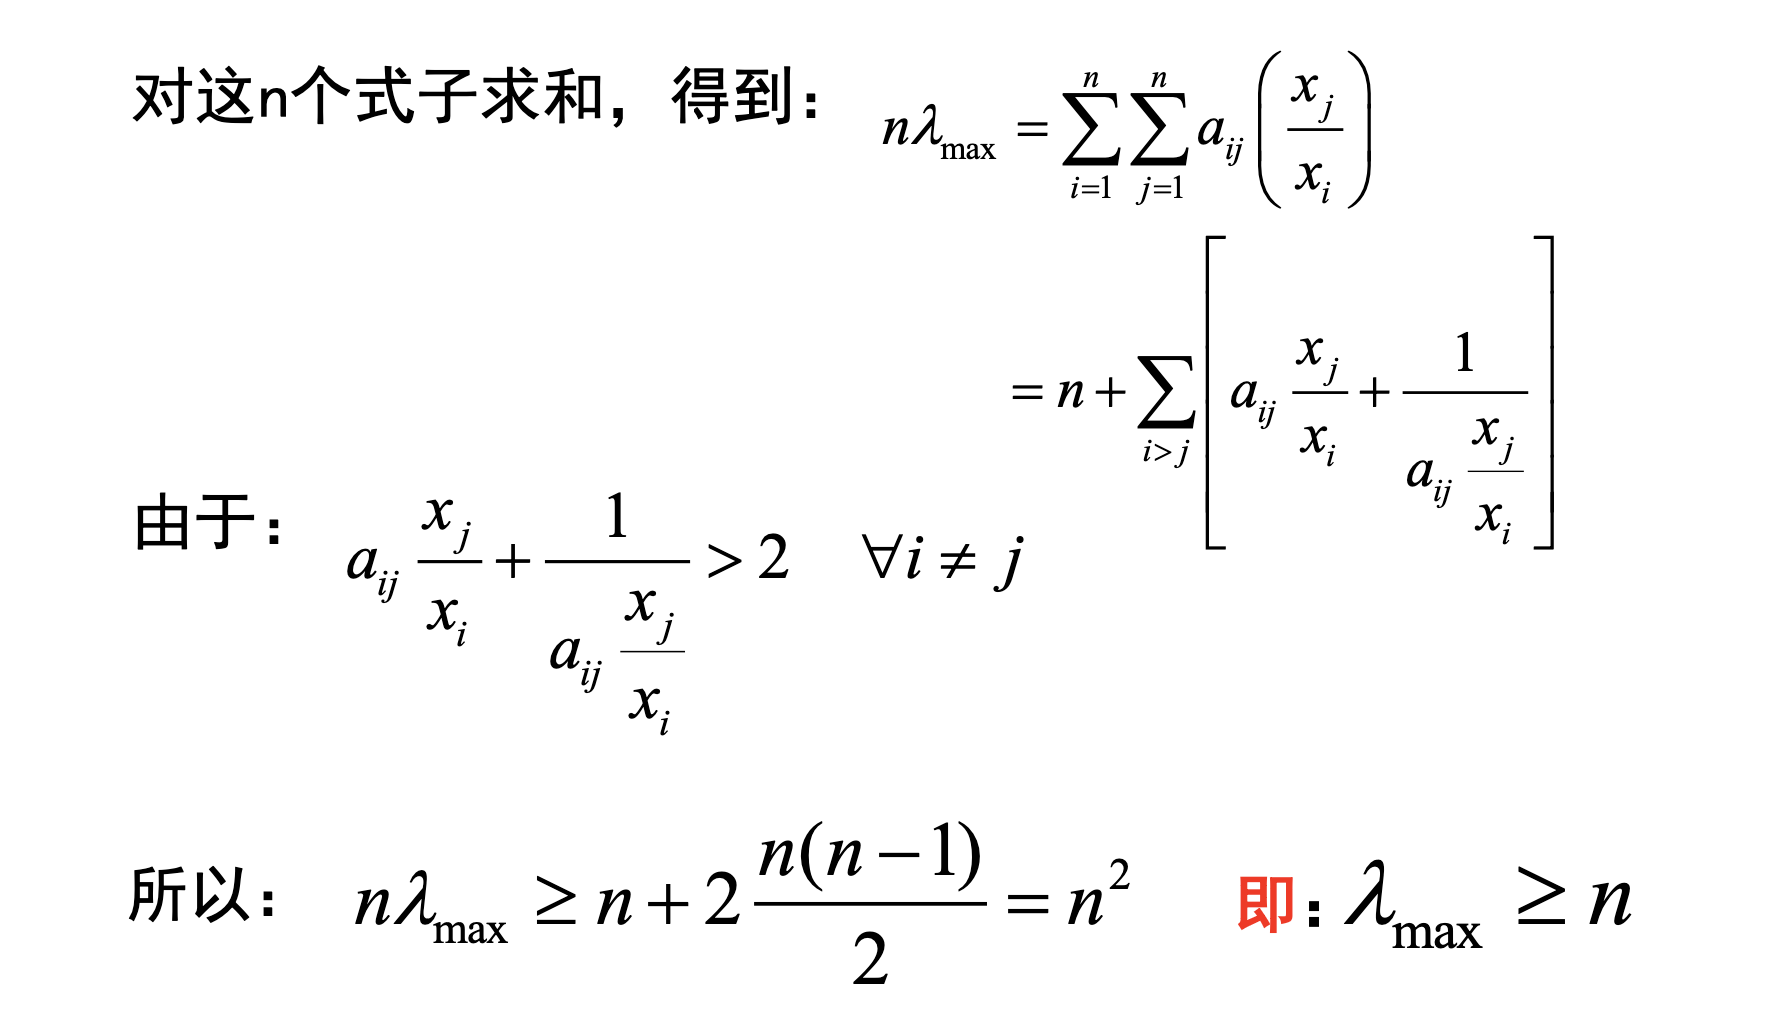 对这n个式子求和，得到： $n\lambda_{\max} = \sum_{i=1}^{n}\sum_{j=1}^{n} a_{ij}\left(\frac{x_j}{x_i}\right)$
$= n + \sum_{i>j}\left[a_{ij}\frac{x_j}{x_i} + \frac{1}{a_{ij}\frac{x_j}{x_i}}\right]$
由于： $a_{ij}\frac{x_j}{x_i} + \frac{1}{a_{ij}\frac{x_j}{x_i}} > 2 \quad \forall i \neq j$
所以： $n\lambda_{\max} \geq n + 2\frac{n(n-1)}{2} = n^2$ 即：$\lambda_{\max} \geq n$